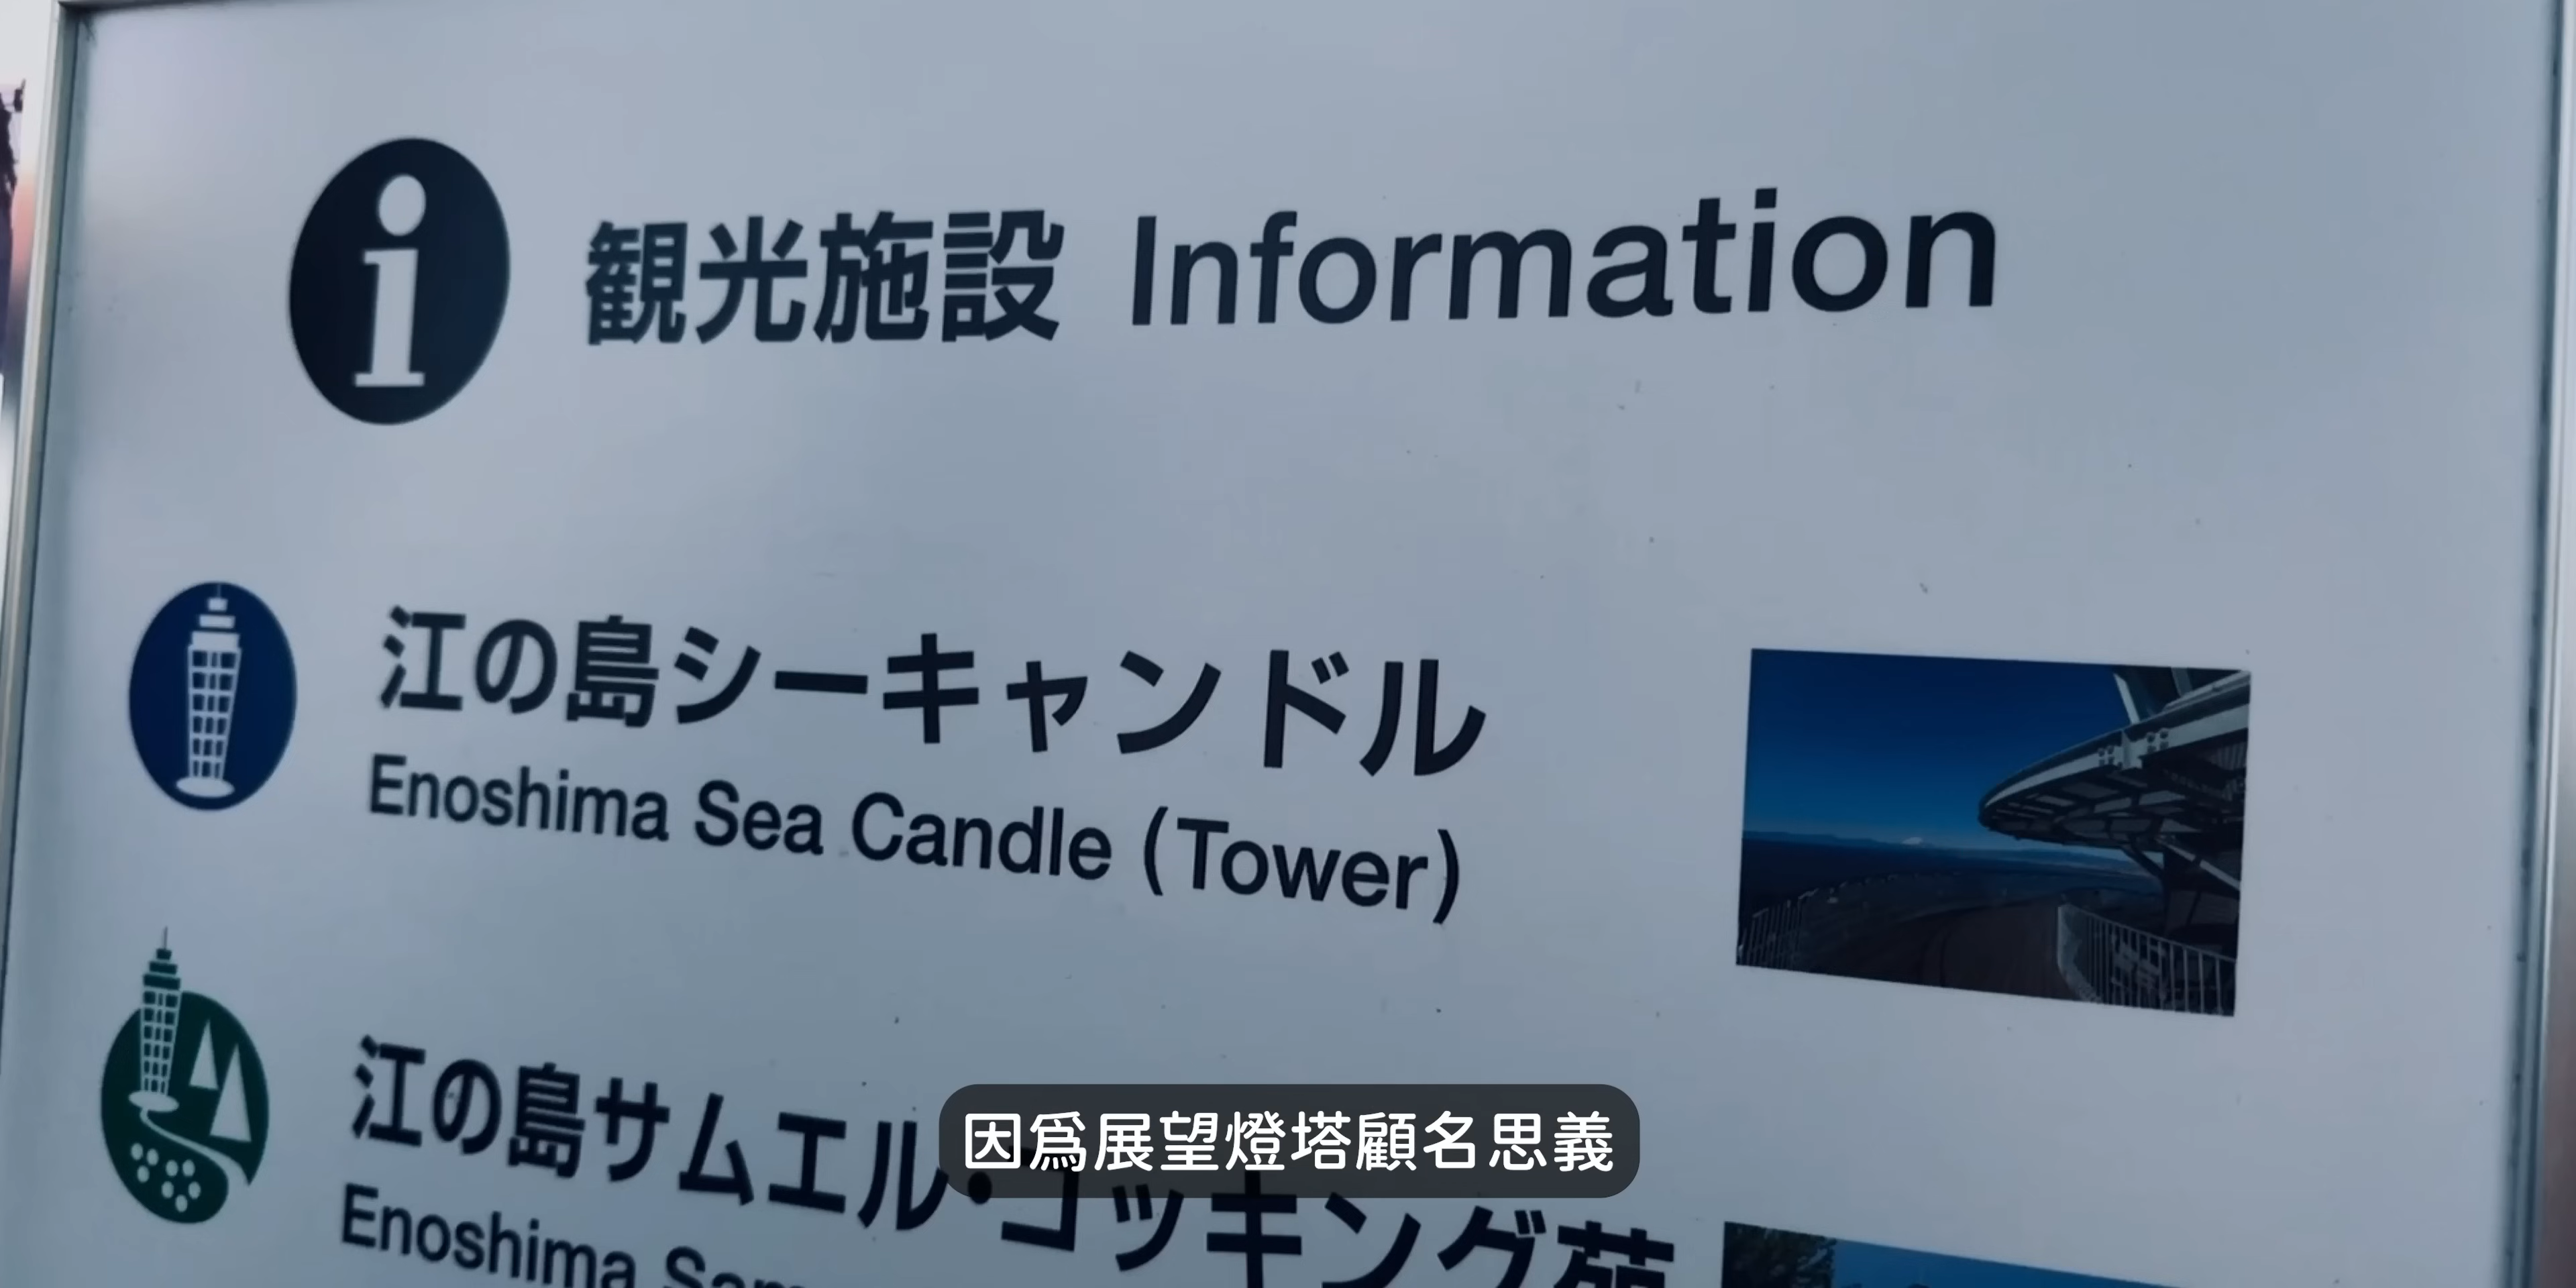 i 観光施設 Information
江の島シーキャンドル
Enoshima Sea Candle (Tower)
江の島サムエル・コッキング苑
Enoshima
因爲展望燈塔顧名思義